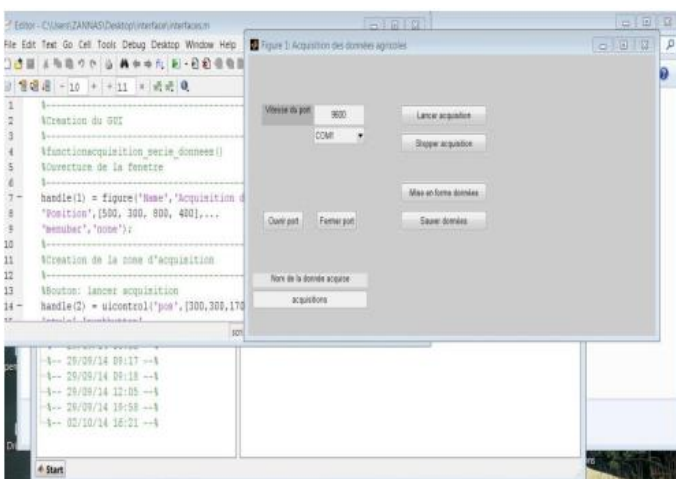 Editor - C:\Users\ZANNAS\Desktop\interface\interfaces.m
File Edit Text Go Cell Tools Debug Desktop Window Help
- 1.0 + ÷ 1.1 ×
1 %
2 %Creation du GUI
3 %
4 %functionacquisition_serie_donnees()
5 %Ouverture de la fenetre
6 %
7 - handle(1) = figure('Name','Acquisition d
8 'Position',[500, 300, 800, 400],...
9 'menubar','none');
10 %
11 %Creation de la zone d'acquisition
12 %
13 %Bouton: lancer acquisition
14 - handle(2) = uicontrol('pos',[300,300,170
Figure 1: Acquisition des données agricoles
Vitesse du port
9600
COM1
Lancer acquisition
Stopper acquisition
Mise en forme données
Ouvrir port
Fermer port
Sauver données
Nom de la donnée acquise
acquisitions
%-- 29/09/14 09:17 --%
%-- 29/09/14 09:18 --%
%-- 29/09/14 12:05 --%
%-- 29/09/14 19:58 --%
%-- 02/10/14 16:21 --%
Start